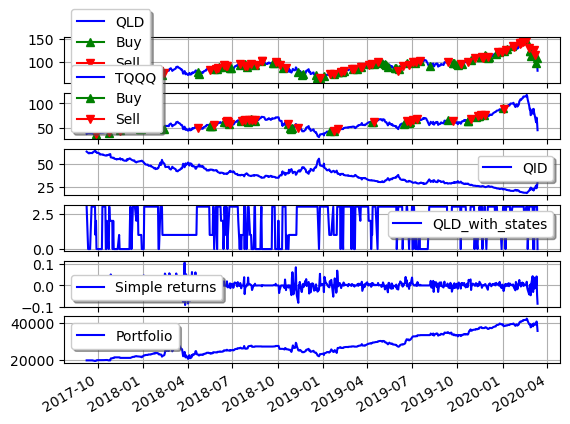 QLD
Buy
Sell
150
100
TQQQ
Buy
Sell
100
50
50
25
QID
2.5
0.0
QLD_with_states
0.1
0.0
−0.1
Simple returns
40000
20000
Portfolio
2017-10
2018-01
2018-04
2018-07
2018-10
2019-01
2019-04
2019-07
2019-10
2020-01
2020-04